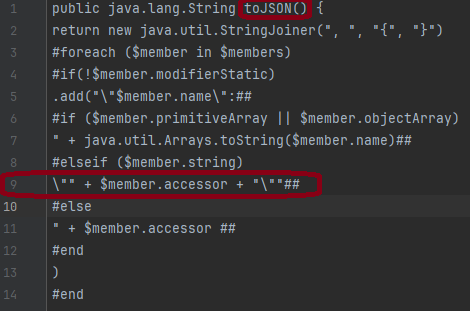 1 public java.lang.String toJSON() {
2 return new java.util.StringJoiner(", ", "{", "}")
3 #foreach ($member in $members)
4 #if(!$member.modifierStatic)
5 .add("\"$member.name\":##
6 #if ($member.primitiveArray || $member.objectArray)
7 " + java.util.Arrays.toString($member.name)##
8 #elseif ($member.string)
9 \"" + $member.accessor + "\""##
10 #else
11 " + $member.accessor ##
12 #end
13 )
14 #end